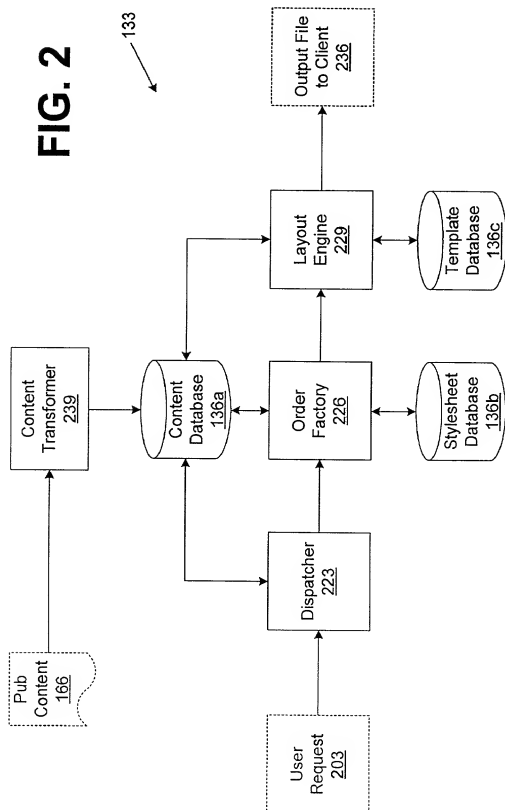 FIG. 2
133
Pub
Content
166
Content
Transformer
239
Content
Database
136a
User
Request
203
Dispatcher
223
Order
Factory
226
Layout
Engine
229
Output File
to Client
236
Stylesheet
Database
136b
Template
Database
136c